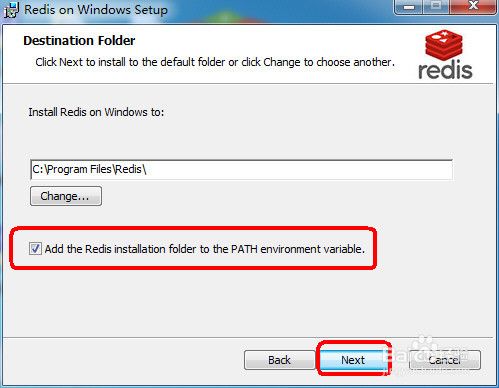 Redis on Windows Setup
Destination Folder
Click Next to install to the default folder or click Change to choose another.
redis
Install Redis on Windows to:
C:\Program Files\Redis\
Change...
Add the Redis installation folder to the PATH environment variable.
Back
Next
Cancel